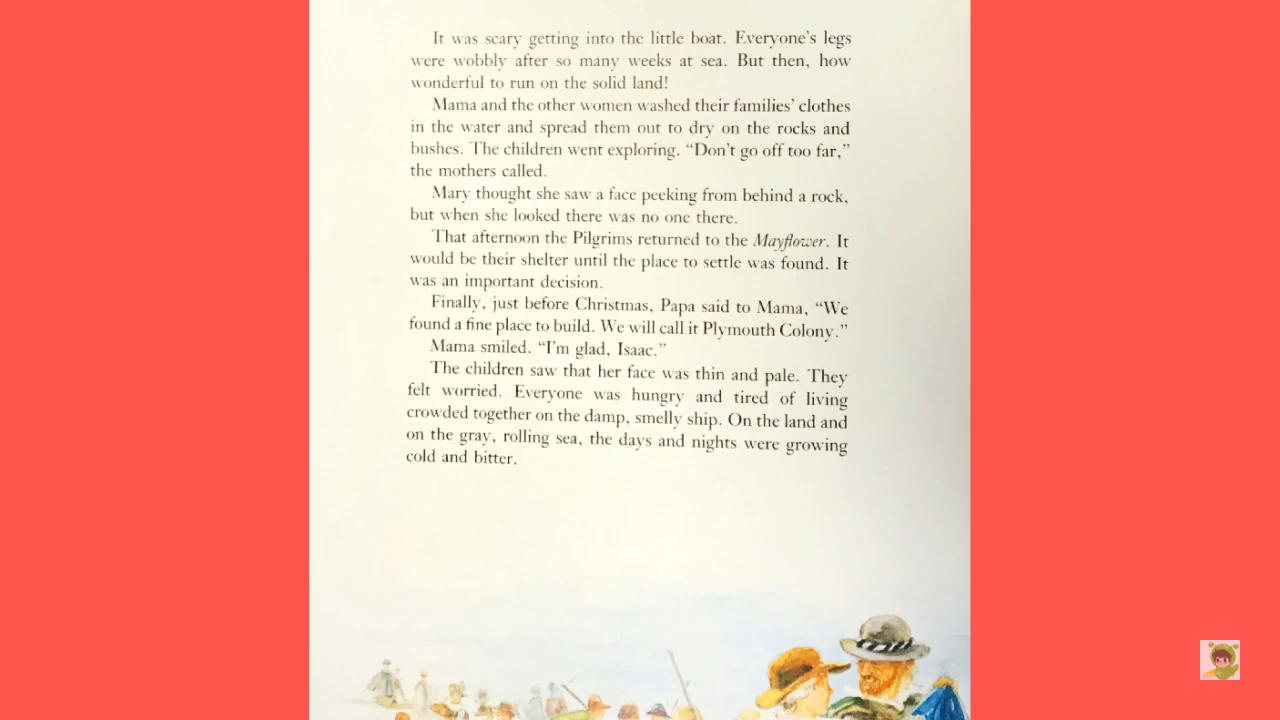 It was scary getting into the little boat. Everyone's legs
were wobbly after so many weeks at sea. But then, how
wonderful to run on the solid land!
Mama and the other women washed their families' clothes
in the water and spread them out to dry on the rocks and
bushes. The children went exploring. “Don't go off too far,”
the mothers called.
Mary thought she saw a face peeking from behind a rock,
but when she looked there was no one there.
That afternoon the Pilgrims returned to the Mayflower. It
would be their shelter until the place to settle was found. It
was an important decision.
Finally, just before Christmas, Papa said to Mama, “We
found a fine place to build. We will call it Plymouth Colony.”
Mama smiled. “I'm glad, Isaac.”
The children saw that her face was thin and pale. They
felt worried. Everyone was hungry and tired of living
crowded together on the damp, smelly ship. On the land and
on the gray, rolling sea, the days and nights were growing
cold and bitter.